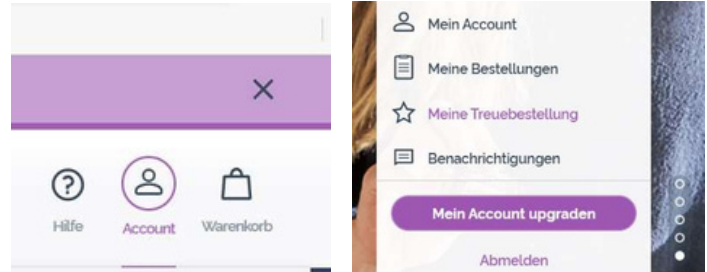 Hilfe
Account
Warenkorb
Mein Account
Meine Bestellungen
Meine Treuebestellung
Benachrichtigungen
Mein Account upgraden
Abmelden